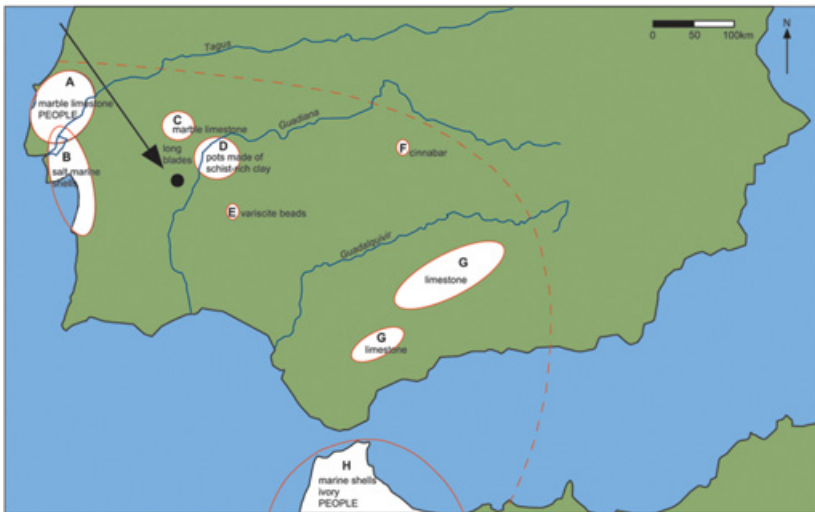 0 50 100km
N
Tagus
A
marble limestone
PEOPLE
C
marble limestone
Guadiana
long
blades
D
pots made of
schist-rich clay
F cinnabar
B
salt marine
shells
E variscite beads
Guadalquivir
G
limestone
G
limestone
H
marine shells
ivory
PEOPLE